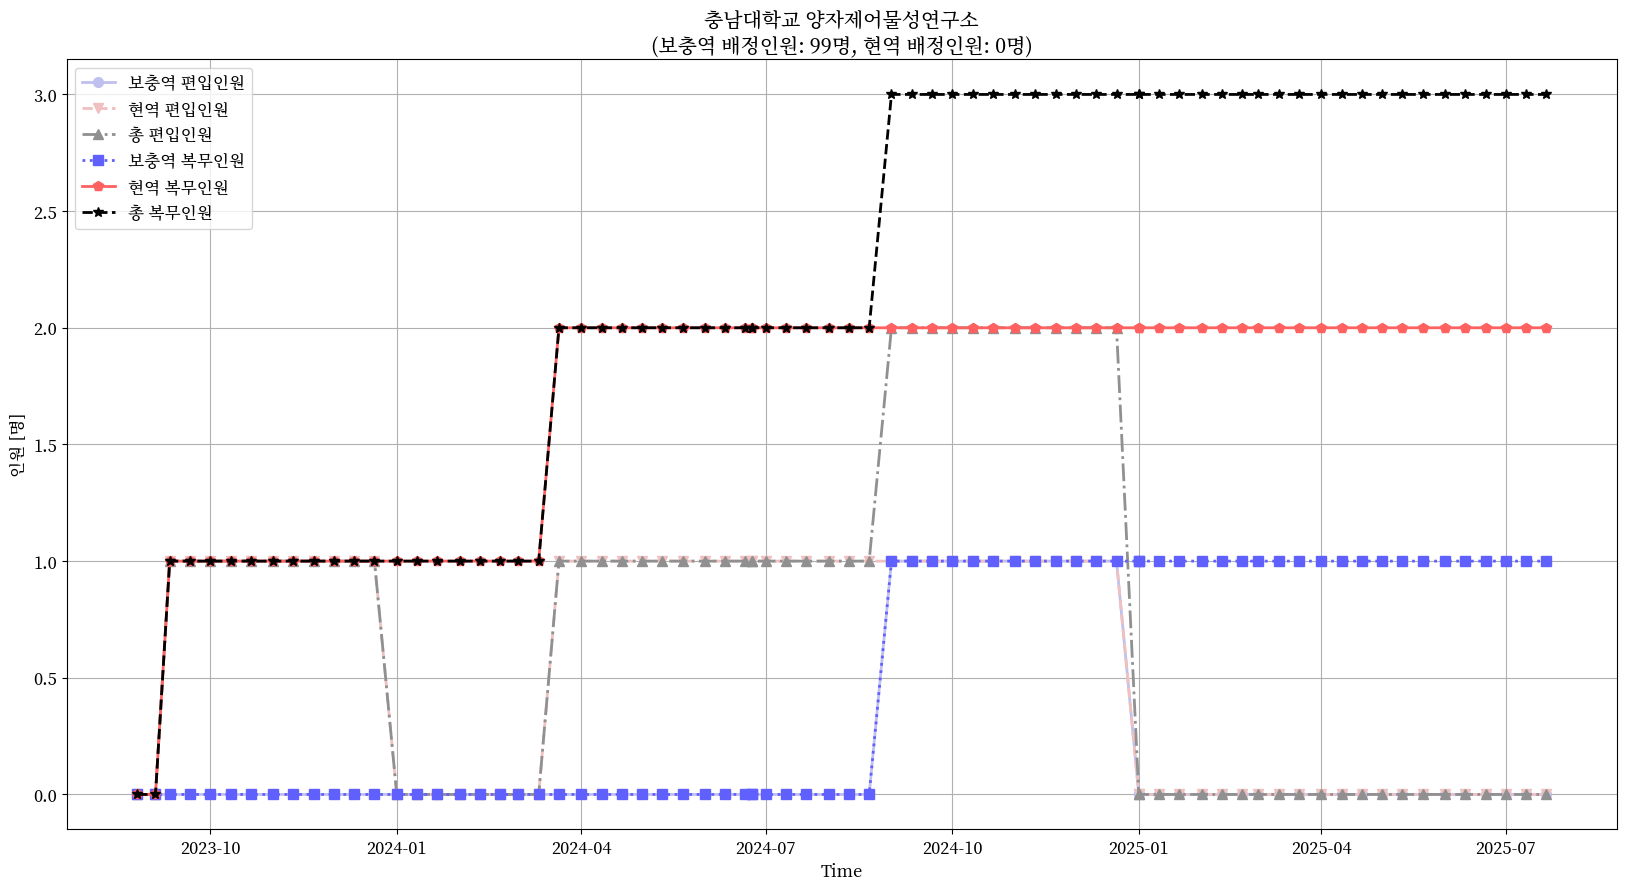 충남대학교 양자제어물성연구소
(보충역 배정인원: 99명, 현역 배정인원: 0명)
보충역 편입인원
현역 편입인원
총 편입인원
보충역 복무인원
현역 복무인원
총 복무인원
3.0
2.5
2.0
1.5
1.0
0.5
0.0
인원 [명]
2023-10
2024-01
2024-04
2024-07
2024-10
2025-01
2025-04
2025-07
Time